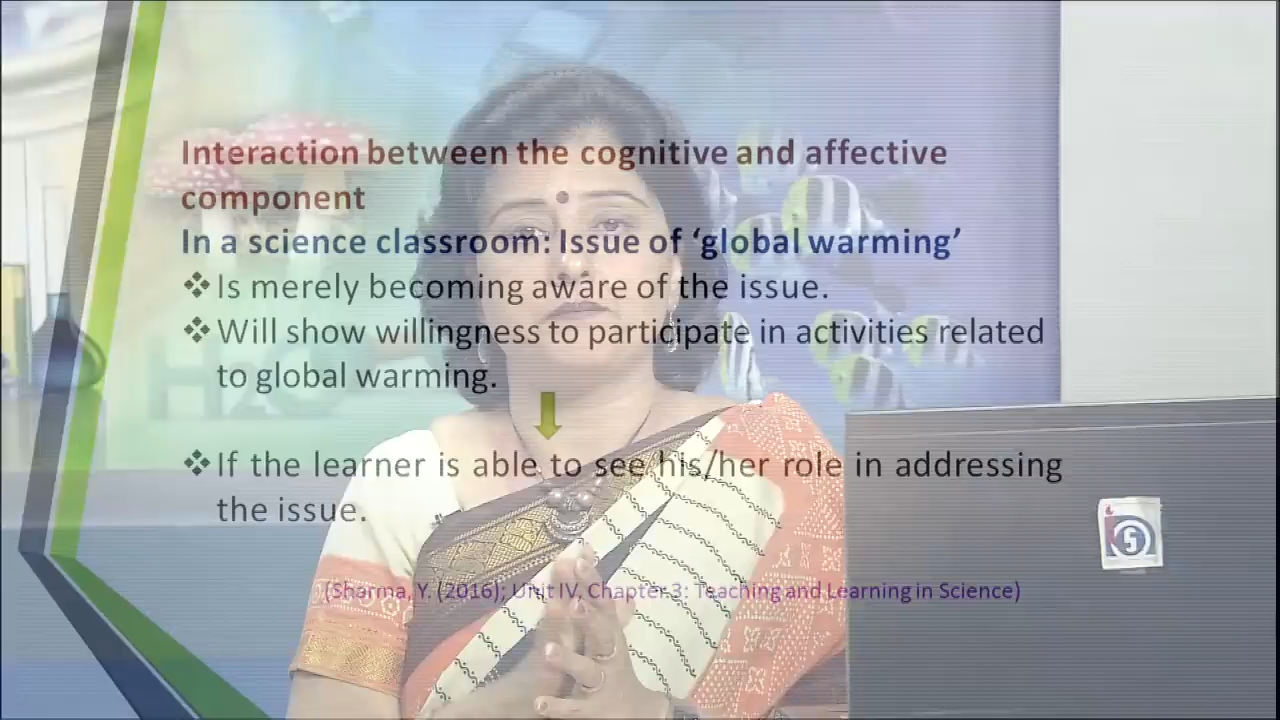 Interaction between the cognitive and affective
component
In a science classroom: Issue of ‘global warming’
❖Is merely becoming aware of the issue.
❖Will show willingness to participate in activities related
to global warming.
❖If the learner is able to see his/her role in addressing
the issue.
(Sharma, Y. (2016); Unit IV, Chapter 3: Teaching and Learning in Science)
H2O
5